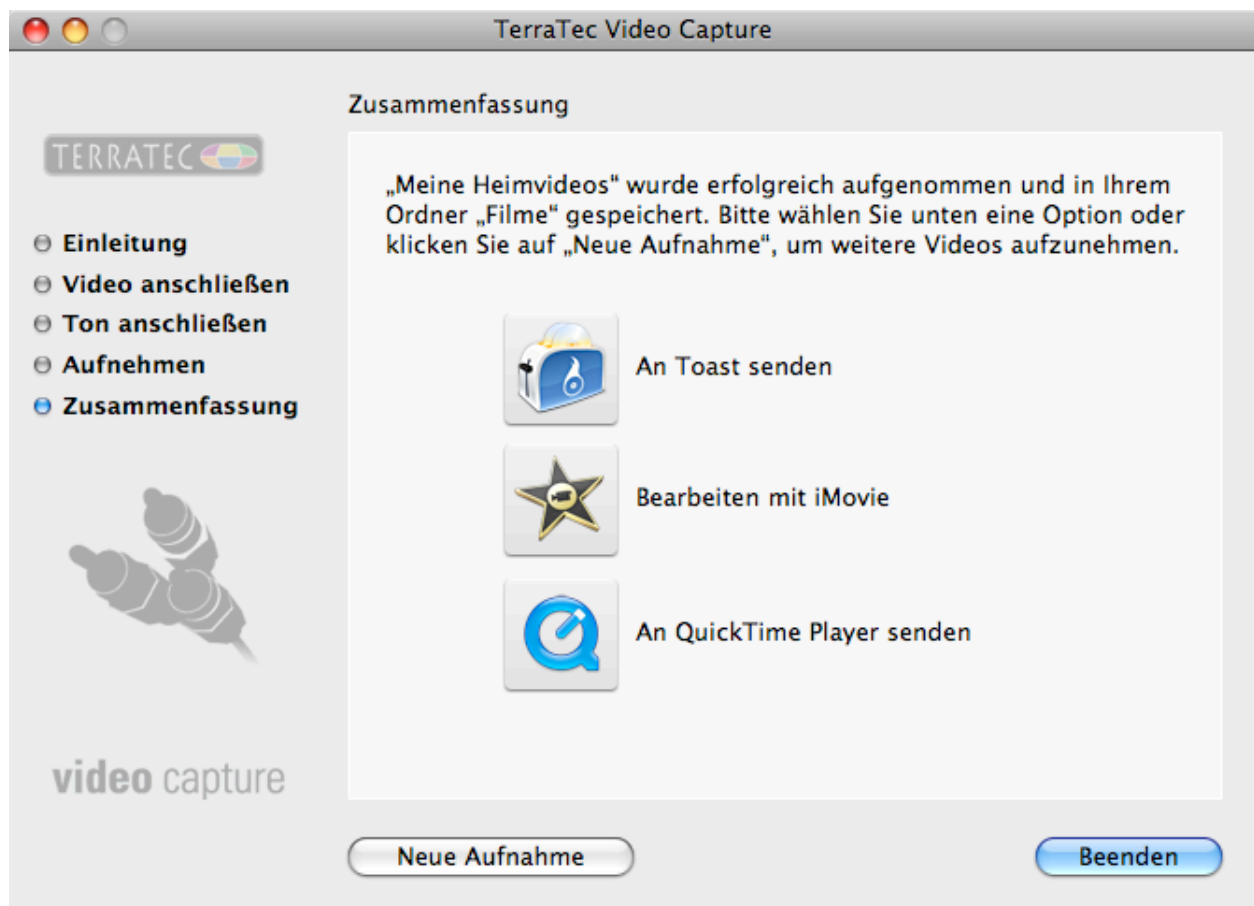 TerraTec Video Capture
Zusammenfassung
TERRATEC
„Meine Heimvideos“ wurde erfolgreich aufgenommen und in Ihrem
Ordner „Filme“ gespeichert. Bitte wählen Sie unten eine Option oder
klicken Sie auf „Neue Aufnahme“, um weitere Videos aufzunehmen.
Einleitung
Video anschließen
Ton anschließen
Aufnehmen
Zusammenfassung
An Toast senden
Bearbeiten mit iMovie
An QuickTime Player senden
video capture
Neue Aufnahme
Beenden